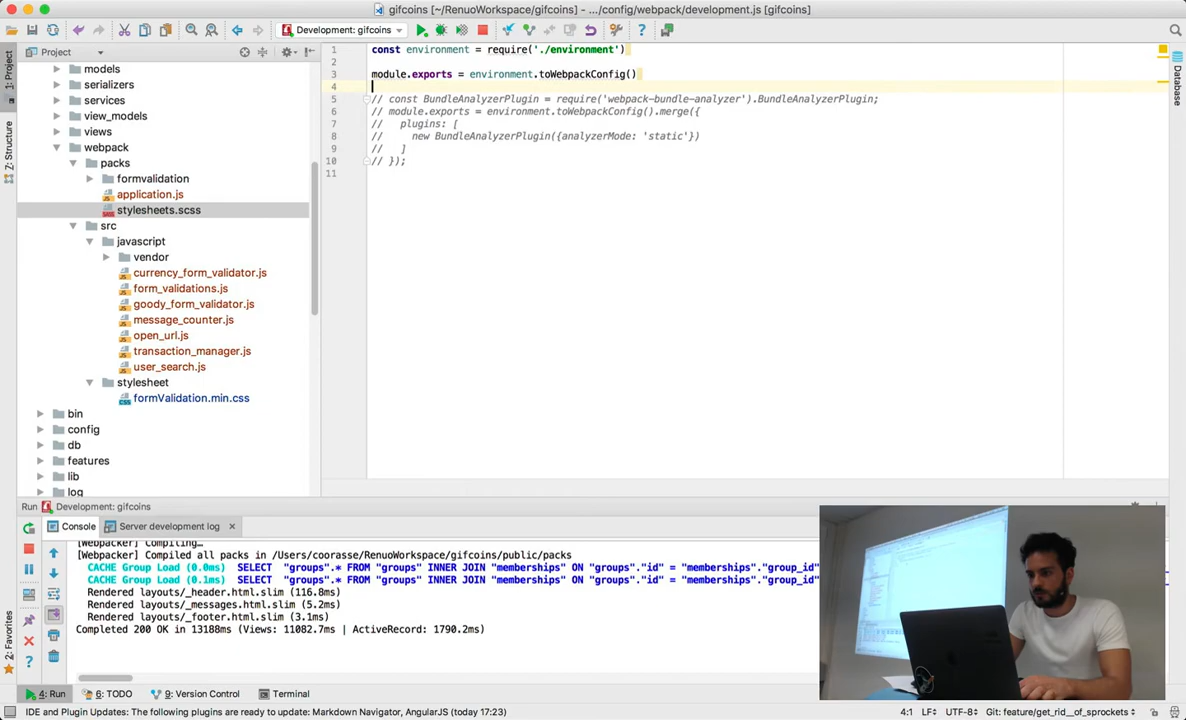 gifcoins [~/RenuoWorkspace/gifcoins] - .../config/webpack/development.js [gifcoins]
Development: gifcoins
Project
1: Project
Z: Structure
2: Favorites
Database
models
serializers
services
view_models
views
webpack
packs
formvalidation
application.js
stylesheets.scss
src
javascript
vendor
currency_form_validator.js
form_validations.js
goody_form_validator.js
message_counter.js
open_url.js
transaction_manager.js
user_search.js
stylesheet
formValidation.min.css
bin
config
db
features
lib
log
1 const environment = require('./environment')
2
3 module.exports = environment.toWebpackConfig()
4
5 // const BundleAnalyzerPlugin = require('webpack-bundle-analyzer').BundleAnalyzerPlugin;
6 // module.exports = environment.toWebpackConfig().merge({
7 //   plugins: [
8 //     new BundleAnalyzerPlugin({analyzerMode: 'static'})
9 //   ]
10 // });
11
Run Development: gifcoins
Console Server development log
[Webpacker] Compiling…
[Webpacker] Compiled all packs in /Users/coorasse/RenuoWorkspace/gifcoins/public/packs
CACHE Group Load (0.0ms)  SELECT "groups".* FROM "groups" INNER JOIN "memberships" ON "groups"."id" = "memberships"."group_id"
CACHE Group Load (0.1ms)  SELECT "groups".* FROM "groups" INNER JOIN "memberships" ON "groups"."id" = "memberships"."group_id"
Rendered layouts/_header.html.slim (116.8ms)
Rendered layouts/_messages.html.slim (5.2ms)
Rendered layouts/_footer.html.slim (3.1ms)
Completed 200 OK in 13188ms (Views: 11082.7ms | ActiveRecord: 1790.2ms)
4: Run 6: TODO 9: Version Control Terminal
IDE and Plugin Updates: The following plugins are ready to update: Markdown Navigator, AngularJS (today 17:23) 4:1 LF UTF-8 Git: feature/get_rid__of_sprockets